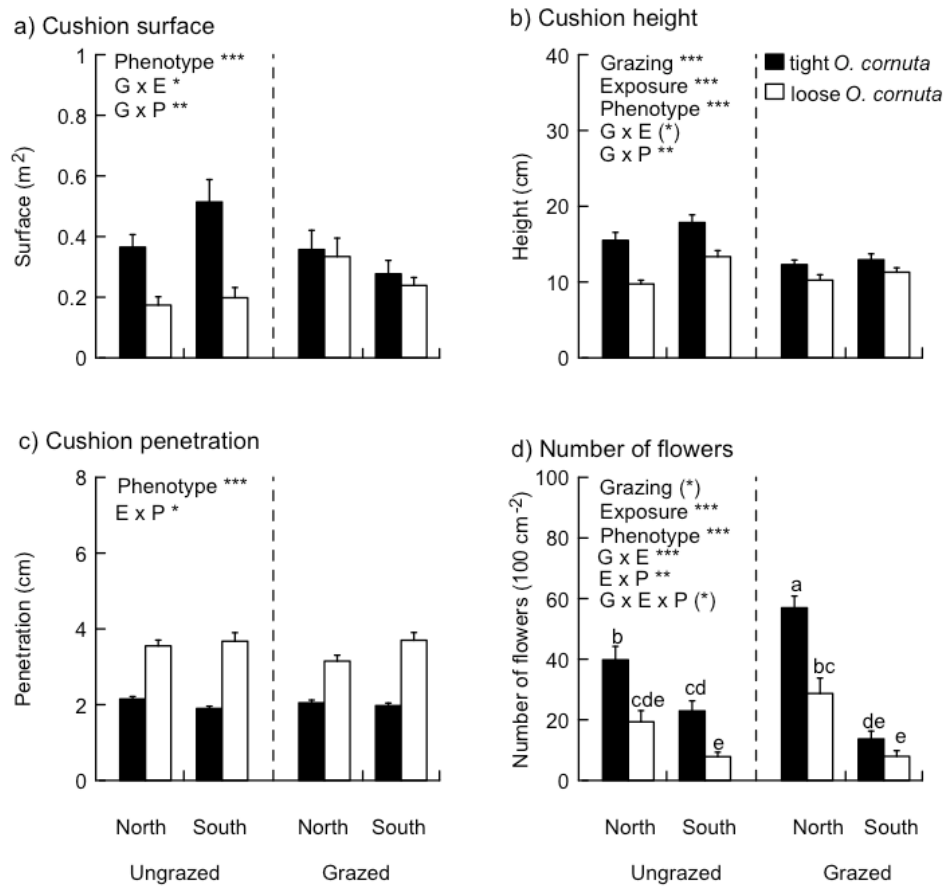 a) Cushion surface
Phenotype ***
G x E *
G x P **
1
0.8
0.6
0.4
0.2
0
Surface (m²)
b) Cushion height
Grazing ***
Exposure ***
Phenotype ***
G x E (*)
G x P **
tight O. cornuta
loose O. cornuta
40
30
20
10
0
Height (cm)
c) Cushion penetration
Phenotype ***
E x P *
8
6
4
2
0
Penetration (cm)
North South North South
Ungrazed Grazed
d) Number of flowers
Grazing (*)
Exposure ***
Phenotype ***
G x E ***
E x P **
G x E x P (*)
100
80
60
40
20
0
Number of flowers (100 cm⁻²)
b cde cd e a bc de e
North South North South
Ungrazed Grazed